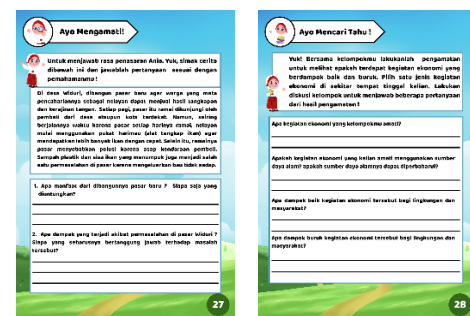 Ayo Mengamati!
Untuk menjawab rasa penasaran Ania. Yuk, simak cerita
dibawah ini dan jawablah pertanyaan sesuai dengan
pemahamanmu !
Di desa Widuri, dibangun pasar baru agar warga yang mata
pencahariannya sebagai nelayan dapat menjual hasil tangkapan
dan kerajinan tangan. Setiap pagi, pasar itu ramai dikunjungi oleh
pembeli dari desa ataupun kota terdekat. Namun, seiring
berjalannya waktu karena pasar setiap harinya ramai, nelayan
mulai menggunakan pukat harimau (alat tangkap ikan) agar
mendapatkan lebih banyak ikan dengan cepat. Selain itu, ramainya
pasar menyebabkan polusi karena asap kendaraan pembeli.
Sampah plastik dan sisa ikan yang menumpuk juga menjadi salah
satu permasalahan di pasar karena mengeluarkan bau tidak sedap.
1. Apa manfaat dari dibangunnya pasar baru ? Siapa saja yang
diuntungkan?
2. Apa dampak yang terjadi akibat permasalahan di pasar Widuri ?
Siapa yang seharusnya bertanggung jawab terhadap masalah
tersebut?
27
Ayo Mencari Tahu !
Yuk! Bersama kelompokmu lakukanlah pengamatan
untuk melihat apakah terdapat kegiatan ekonomi yang
berdampak baik dan buruk. Pilih satu jenis kegiatan
ekonomi di sekitar tempat tinggal kalian. Lakukan
diskusi kelompok untuk menjawab beberapa pertanyaan
dari hasil pengamatan !
Apa kegiatan ekonomi yang kelompokmu amati?
Apakah kegiatan ekonomi yang kalian amati menggunakan sumber
daya alam? apakah sumber daya alamnya dapat diperbaharui?
Apa dampak baik kegiatan ekonomi tersebut bagi lingkungan dan
masyarakat?
Apa dampak buruk kegiatan ekonomi tersebut bagi lingkungan dan
masyarakat?
28